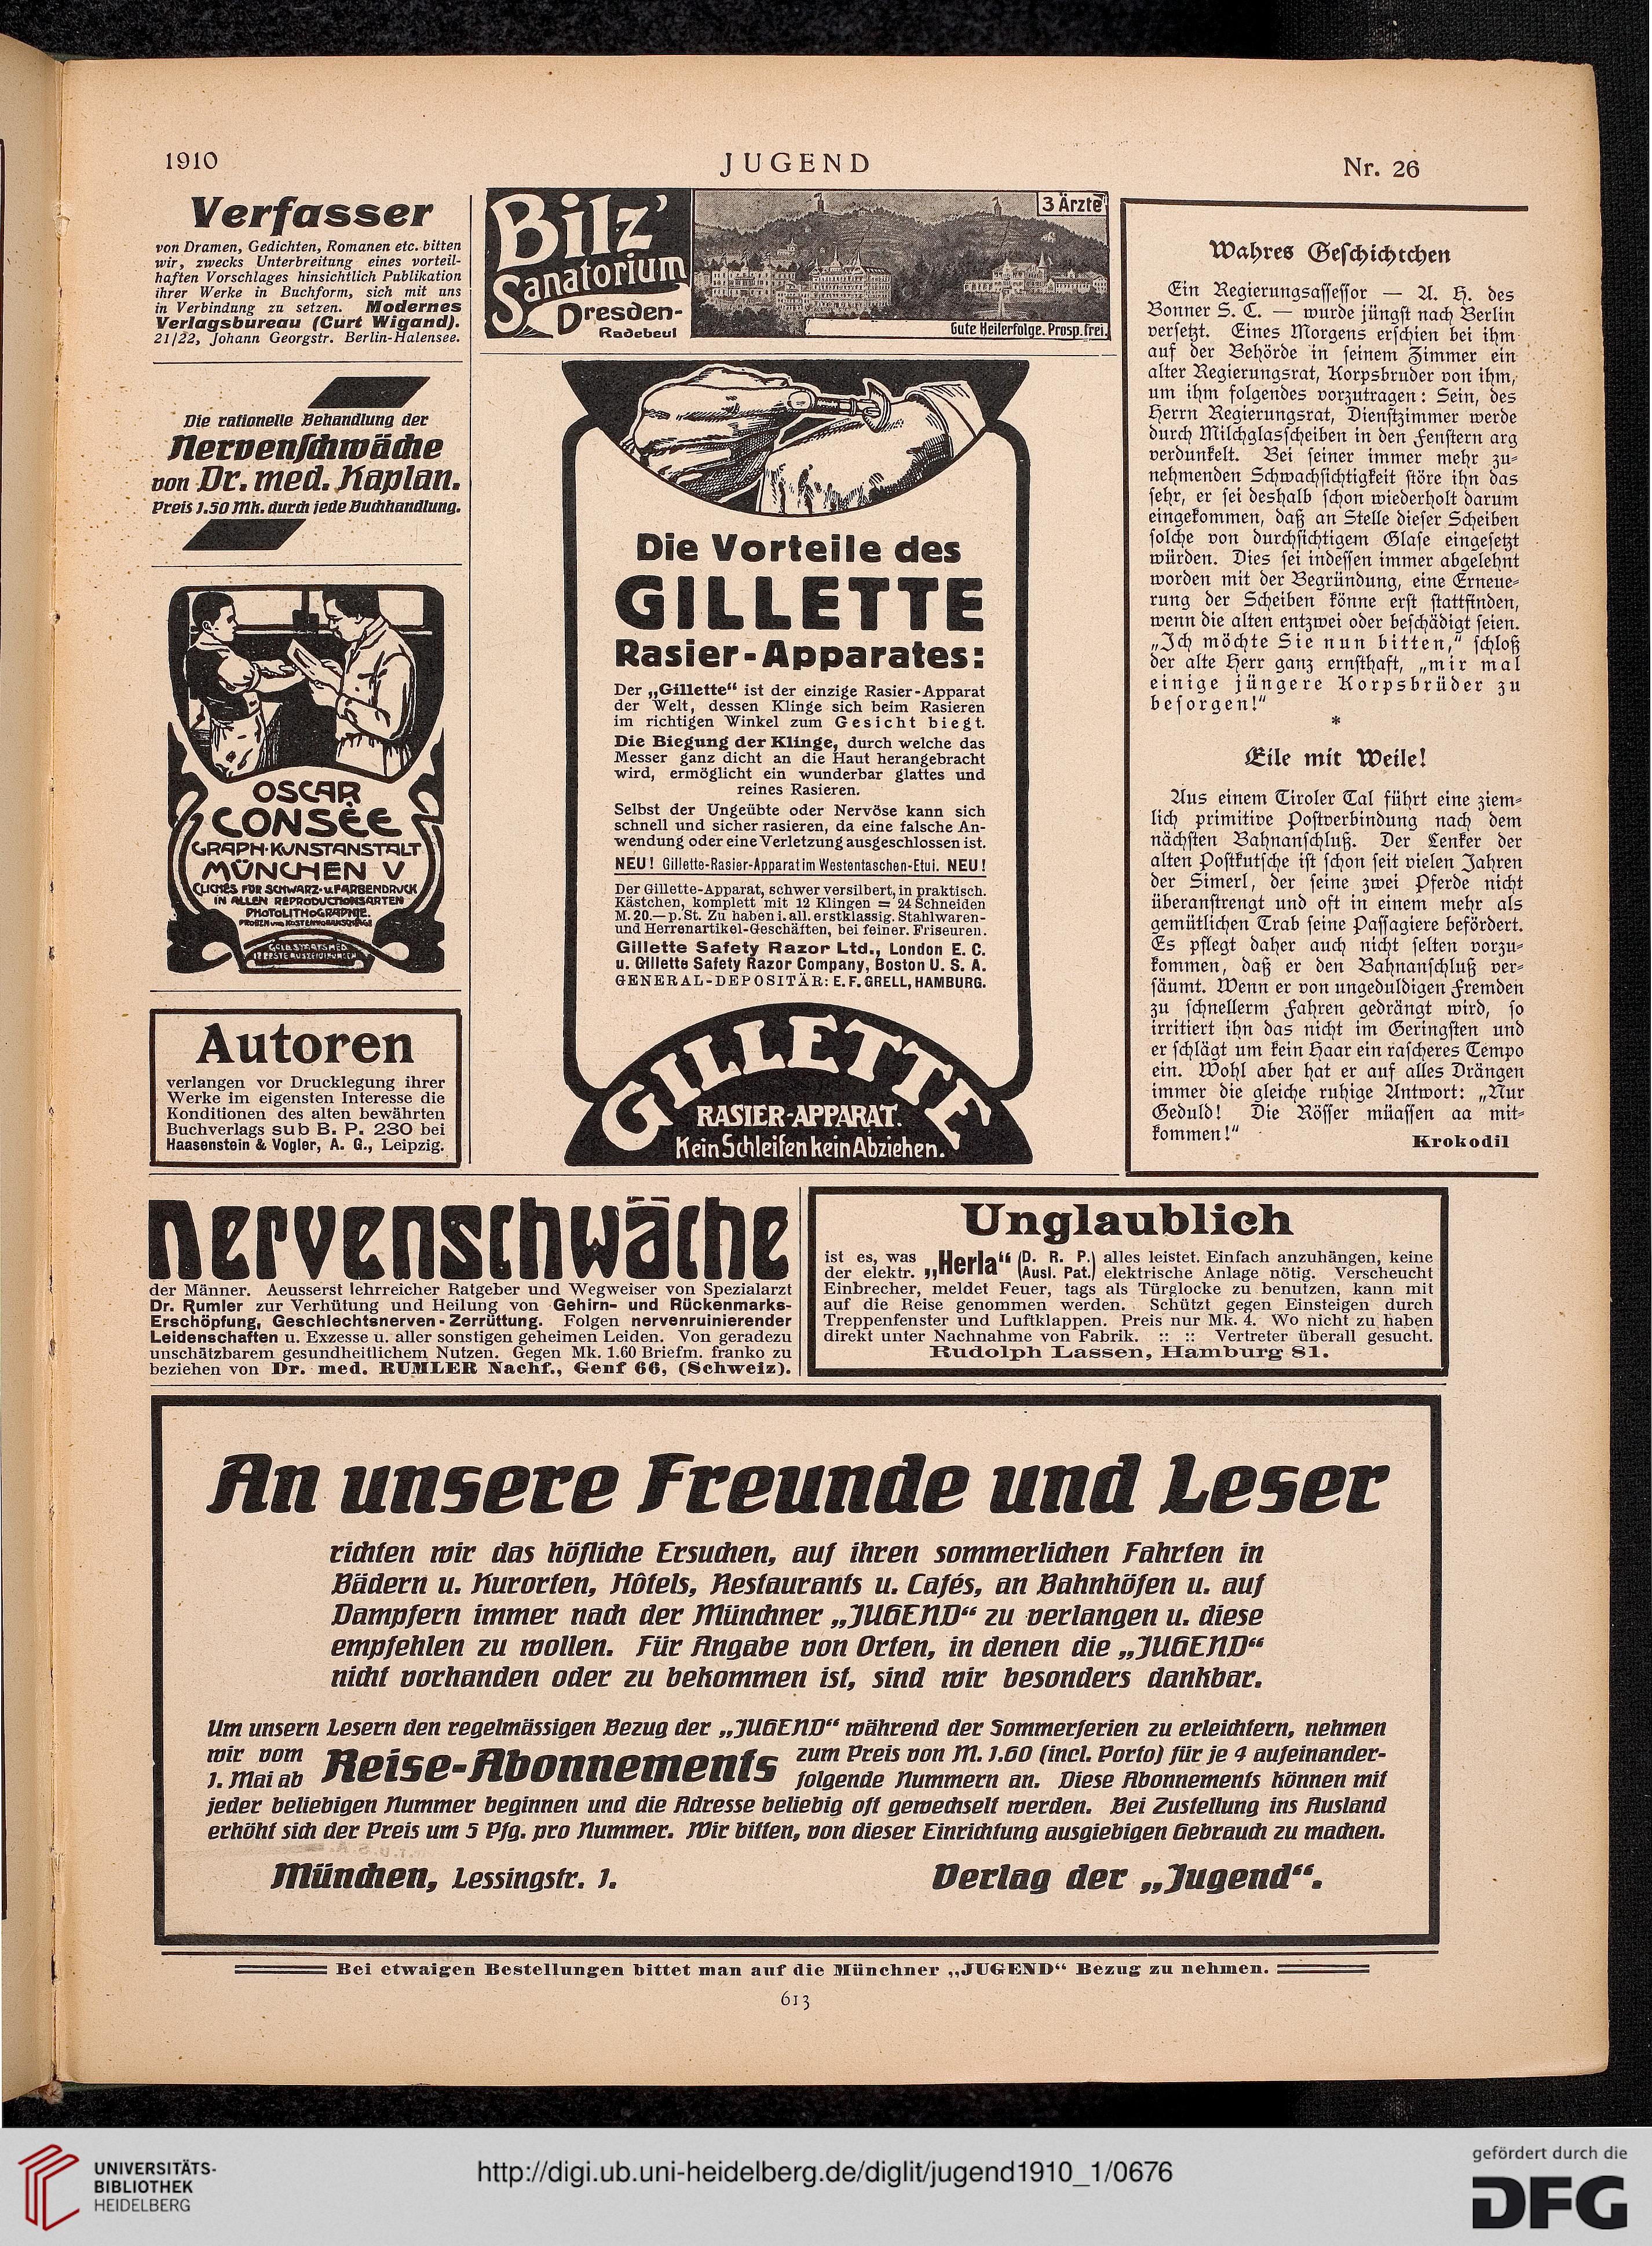 1910
JUGEND
Nr. 26
Verfasser
von Dramen, Gedichten, Romanen etc. bitten
wir, zwecks Unterbreitung eines vorteil-
haften Vorschlages hinsichtlich Publikation
ihrer Werke in Buchform, sich mit uns
in Verbindung zu setzen. Modernes
Verlagsbureau (Curt Wigand).
21/22, Johann Georgstr. Berlin-Halensee.
Die rationelle Behandlung der
Nervenschwäche
von Dr. med. Kaplan.
Preis 1.50 Mk. durch jede Buchhandlung.
OSCAR
CONSÉE
GRAPH·KUNSTANSTALT
MÜNCHEN V
CLICHÉS FÜR SCHWARZ-u.FARBENDRUCK
IN ALLEN REPRODUCTIONSARTEN
PHOTOLITHOGRAPHIE.
PROBEN und KOSTENVORANSCHLÄGE
GOLD.STAATSMED.
12 ERSTE AUSZEICHNUNGEN
Autoren
verlangen vor Drucklegung ihrer
Werke im eigensten Interesse die
Konditionen des alten bewährten
Buchverlags sub B. P. 230 bei
Haasenstein & Vogler, A. G., Leipzig.
Bilz'
Sanatorium
Dresden-
Radebeul
3 Ärzte
Gute Heilerfolge. Prosp. frei.
Die Vorteile des
GILLETTE
Rasier-Apparates:
Der „Gillette“ ist der einzige Rasier-Apparat
der Welt, dessen Klinge sich beim Rasieren
im richtigen Winkel zum Gesicht biegt.
Die Biegung der Klinge, durch welche das
Messer ganz dicht an die Haut herangebracht
wird, ermöglicht ein wunderbar glattes und
reines Rasieren.
Selbst der Ungeübte oder Nervöse kann sich
schnell und sicher rasieren, da eine falsche An-
wendung oder eine Verletzung ausgeschlossen ist.
NEU! Gillette-Rasier-Apparat im Westentaschen-Etui. NEU!
Der Gillette-Apparat, schwer versilbert, in praktisch.
Kästchen, komplett mit 12 Klingen = 24 Schneiden
M. 20.— p. St. Zu haben i. all. erstklassig. Stahlwaren-
und Herrenartikel-Geschäften, bei feiner. Friseuren.
Gillette Safety Razor Ltd., London E. C.
u. Gillette Safety Razor Company, Boston U. S. A.
GENERAL-DEPOSITÄR: E. F. GRELL, HAMBURG.
GILLETTE
RASIER-APPARAT.
Kein Schleifen kein Abziehen.
Wahres Geschichtchen
Ein Regierungsassessor — A. H. des
Bonner S. C. — wurde jüngst nach Berlin
versetzt. Eines Morgens erschien bei ihm
auf der Behörde in seinem Zimmer ein
alter Regierungsrat, Korpsbruder von ihm,
um ihm folgendes vorzutragen: Sein, des
Herrn Regierungsrat, Dienstzimmer werde
durch Milchglasscheiben in den Fenstern arg
verdunkelt. Bei seiner immer mehr zu-
nehmenden Schwachsichtigkeit störe ihn das
sehr, er sei deshalb schon wiederholt darum
eingekommen, daß an Stelle dieser Scheiben
solche von durchsichtigem Glase eingesetzt
würden. Dies sei indessen immer abgelehnt
worden mit der Begründung, eine Erneue-
rung der Scheiben könne erst stattfinden,
wenn die alten entzwei oder beschädigt seien.
„Ich möchte Sie nun bitten,“ schloß
der alte Herr ganz ernsthaft, „mir mal
einige jüngere Korpsbrüder zu
besorgen!“
*
Eile mit Weile!
Aus einem Tiroler Tal führt eine ziem-
lich primitive Postverbindung nach dem
nächsten Bahnanschluß. Der Lenker der
alten Postkutsche ist schon seit vielen Jahren
der Simerl, der seine zwei Pferde nicht
überanstrengt und oft in einem mehr als
gemütlichen Trab seine Passagiere befördert.
Es pflegt daher auch nicht selten vorzu-
kommen, daß er den Bahnanschluß ver-
säumt. Wenn er von ungeduldigen Fremden
zu schnellerm Fahren gedrängt wird, so
irritiert ihn das nicht im Geringsten und
er schlägt um kein Haar ein rascheres Tempo
ein. Wohl aber hat er auf alles Drängen
immer die gleiche ruhige Antwort: „Nur
Geduld! Die Rösser müassen aa mit-
kommen!“
Krokodil
Nervenschwäche
der Männer. Aeusserst lehrreicher Ratgeber und Wegweiser von Spezialarzt
Dr. Rumler zur Verhütung und Heilung von Gehirn- und Rückenmarks-
Erschöpfung, Geschlechtsnerven-Zerrüttung. Folgen nervenruinierender
Leidenschaften u. Exzesse u. aller sonstigen geheimen Leiden. Von geradezu
unschätzbarem gesundheitlichem Nutzen. Gegen Mk. 1.60 Briefm. franko zu
beziehen von Dr. med. RUMLER Nachf., Genf 66, (Schweiz).
Unglaublich
ist es, was „Herla“ (D. R. P.) alles leistet. Einfach anzuhängen, keine
der elektr. (Ausl. Pat.) elektrische Anlage nötig. Verscheucht
Einbrecher, meldet Feuer, tags als Türglocke zu benutzen, kann mit
auf die Reise genommen werden. Schützt gegen Einsteigen durch
Treppenfenster und Luftklappen. Preis nur Mk. 4. Wo nicht zu haben
direkt unter Nachnahme von Fabrik. :: :: Vertreter überall gesucht.
Rudolph Lassen, Hamburg 81.
An unsere Freunde und Leser
richten wir das höfliche Ersuchen, auf ihren sommerlichen Fahrten in
Bädern u. Kurorten, Hôtels, Restaurants u. Cafés, an Bahnhöfen u. auf
Dampfern immer nach der Münchner „JUGEND“ zu verlangen u. diese
empfehlen zu wollen. Für Angabe von Orten, in denen die „JUGEND“
nicht vorhanden oder zu bekommen ist, sind wir besonders dankbar.
Um unsern Lesern den regelmässigen Bezug der „JUGEND“ während der Sommerferien zu erleichtern, nehmen
wir vom Reise-Abonnements zum Preis von M. 1.60 (incl. Porto) für je 4 aufeinander-
1. Mai ab folgende Nummern an. Diese Abonnements können mit
jeder beliebigen Nummer beginnen und die Adresse beliebig oft gewechselt werden. Bei Zustellung ins Ausland
erhöht sich der Preis um 5 Pfg. pro Nummer. Wir bitten, von dieser Einrichtung ausgiebigen Gebrauch zu machen.
München, Lessingstr. 1.
Verlag der „Jugend“.
Bei etwaigen Bestellungen bittet man auf die Münchner „JUGEND“ Bezug zu nehmen.
613
UNIVERSITÄTS-
BIBLIOTHEK
HEIDELBERG
http://digi.ub.uni-heidelberg.de/diglit/jugend1910_1/0676
gefördert durch die
DFG